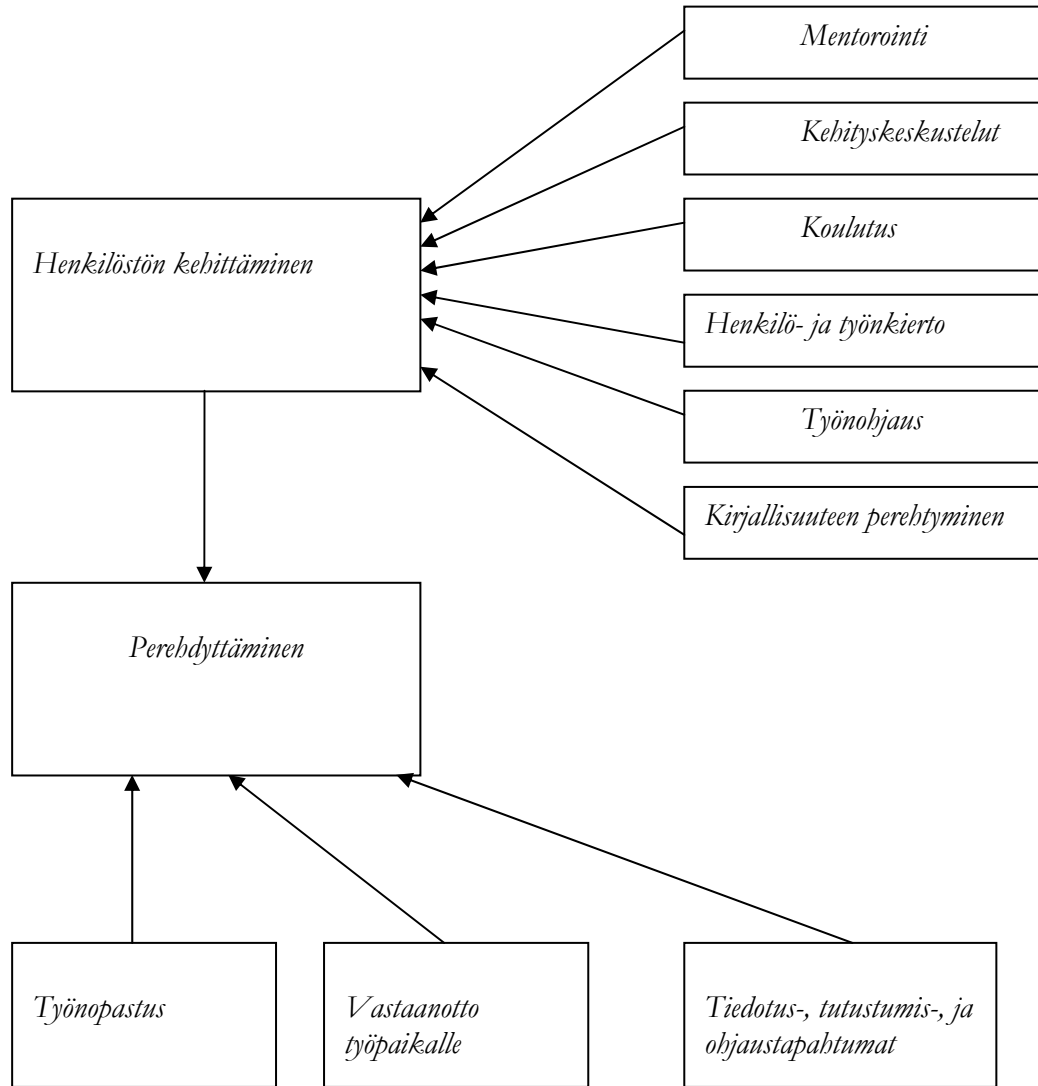 Mentorointi
Kehityskeskustelut
Koulutus
Henkilöstön kehittäminen
Henkilö- ja työnkierto
Työnohjaus
Kirjallisuuteen perehtyminen
Perehdyttäminen
Työnopastus
Vastaanotto
työpaikalle
Tiedotus-, tutustumis-, ja
ohjaustapahtumat